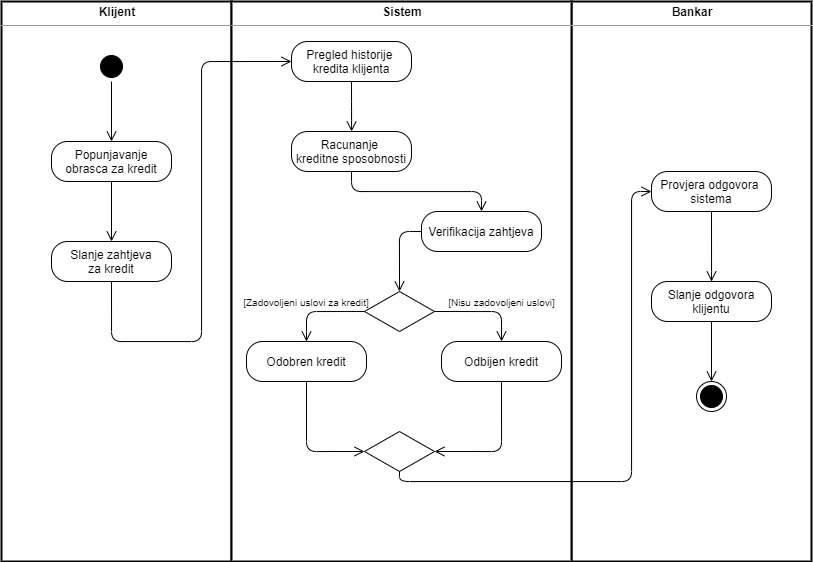 Klijent
Sistem
Bankar
Popunjavanje
obrasca za kredit
Slanje zahtjeva
za kredit
Pregled historije
kredita klijenta
Racunanje
kreditne sposobnosti
Verifikacija zahtjeva
[Zadovoljeni uslovi za kredit]
[Nisu zadovoljeni uslovi]
Odobren kredit
Odbijen kredit
Provjera odgovora
sistema
Slanje odgovora
klijentu